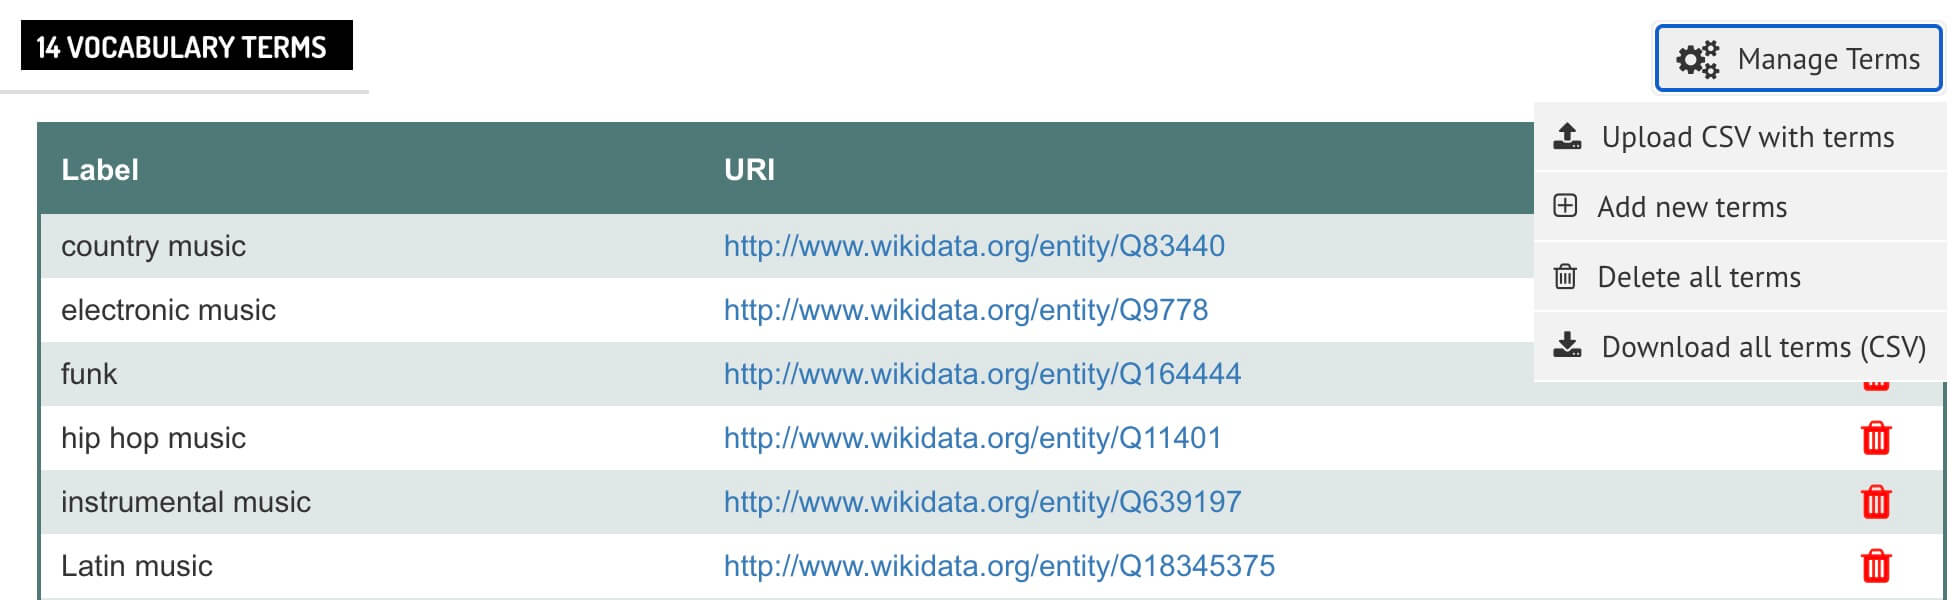 14 VOCABULARY TERMS
Manage Terms
Upload CSV with terms
Add new terms
Delete all terms
Download all terms (CSV)
Label URI
country music http://www.wikidata.org/entity/Q83440
electronic music http://www.wikidata.org/entity/Q9778
funk http://www.wikidata.org/entity/Q164444
hip hop music http://www.wikidata.org/entity/Q11401
instrumental music http://www.wikidata.org/entity/Q639197
Latin music http://www.wikidata.org/entity/Q18345375